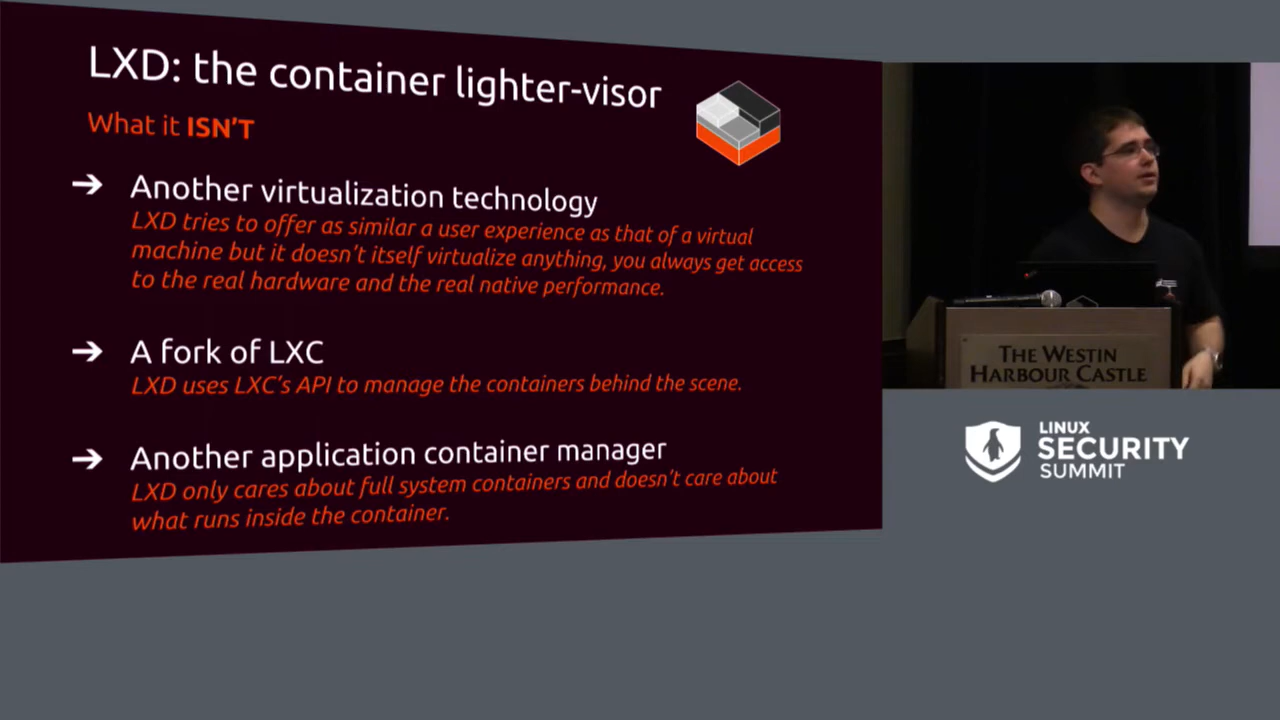 LXD: the container lighter-visor
What it ISN'T
➔ Another virtualization technology
LXD tries to offer as similar a user experience as that of a virtual
machine but it doesn't itself virtualize anything, you always get access
to the real hardware and the real native performance.
➔ A fork of LXC
LXD uses LXC's API to manage the containers behind the scene.
➔ Another application container manager
LXD only cares about full system containers and doesn't care about
what runs inside the container.
THE WESTIN
HARBOUR CASTLE
LINUX
SECURITY
SUMMIT